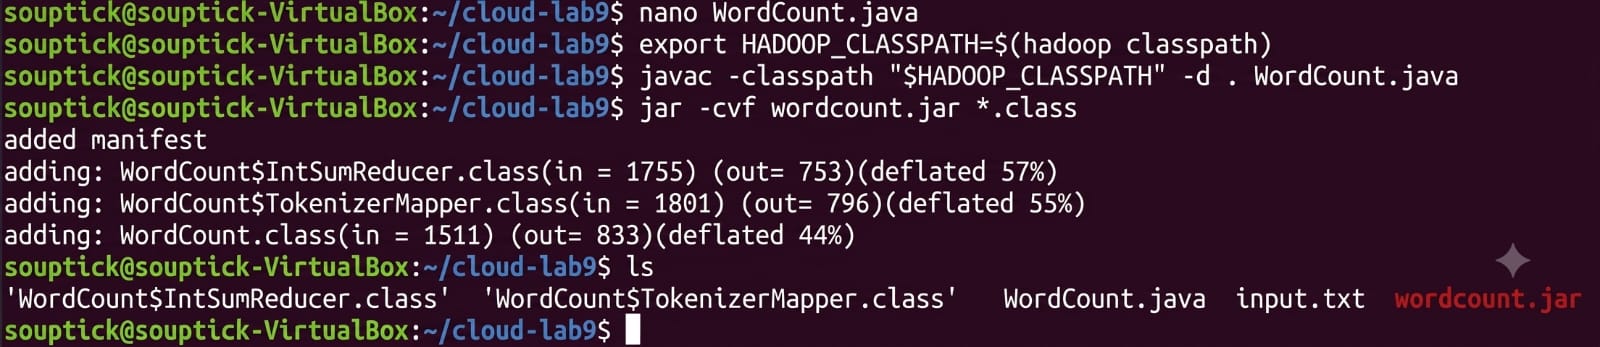 souptick@souptick-VirtualBox:~/cloud-lab9$ nano WordCount.java
souptick@souptick-VirtualBox:~/cloud-lab9$ export HADOOP_CLASSPATH=$(hadoop classpath)
souptick@souptick-VirtualBox:~/cloud-lab9$ javac -classpath "$HADOOP_CLASSPATH" -d . WordCount.java
souptick@souptick-VirtualBox:~/cloud-lab9$ jar -cvf wordcount.jar *.class
added manifest
adding: WordCount$IntSumReducer.class(in = 1755) (out= 753)(deflated 57%)
adding: WordCount$TokenizerMapper.class(in = 1801) (out= 796)(deflated 55%)
adding: WordCount.class(in = 1511) (out= 833)(deflated 44%)
souptick@souptick-VirtualBox:~/cloud-lab9$ ls
'WordCount$IntSumReducer.class'  'WordCount$TokenizerMapper.class'   WordCount.java  input.txt  wordcount.jar
souptick@souptick-VirtualBox:~/cloud-lab9$